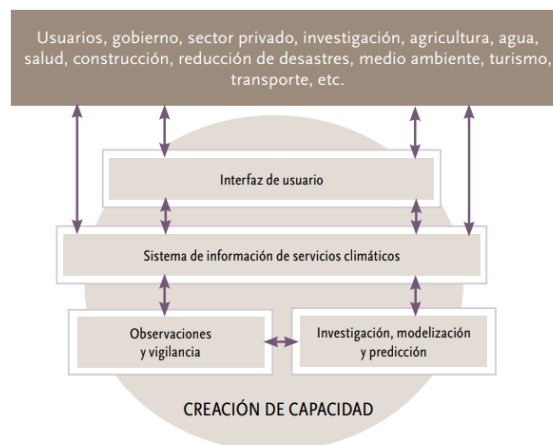 Usuarios, gobierno, sector privado, investigación, agricultura, agua,
salud, construcción, reducción de desastres, medio ambiente, turismo,
transporte, etc.
Interfaz de usuario
Sistema de información de servicios climáticos
Observaciones
y vigilancia
Investigación, modelización
y predicción
CREACIÓN DE CAPACIDAD